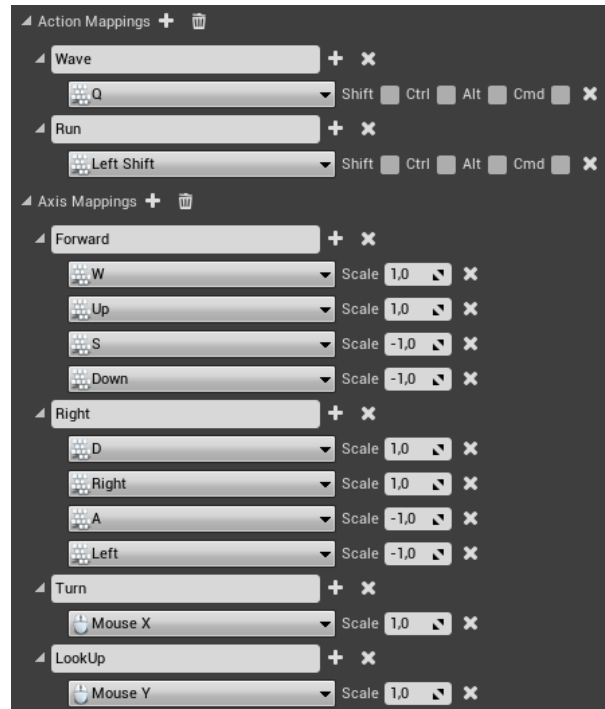 Action Mappings
Wave
Q Shift Ctrl Alt Cmd
Run
Left Shift Shift Ctrl Alt Cmd
Axis Mappings
Forward
W Scale 1,0
Up Scale 1,0
S Scale -1,0
Down Scale -1,0
Right
D Scale 1,0
Right Scale 1,0
A Scale -1,0
Left Scale -1,0
Turn
Mouse X Scale 1,0
LookUp
Mouse Y Scale 1,0